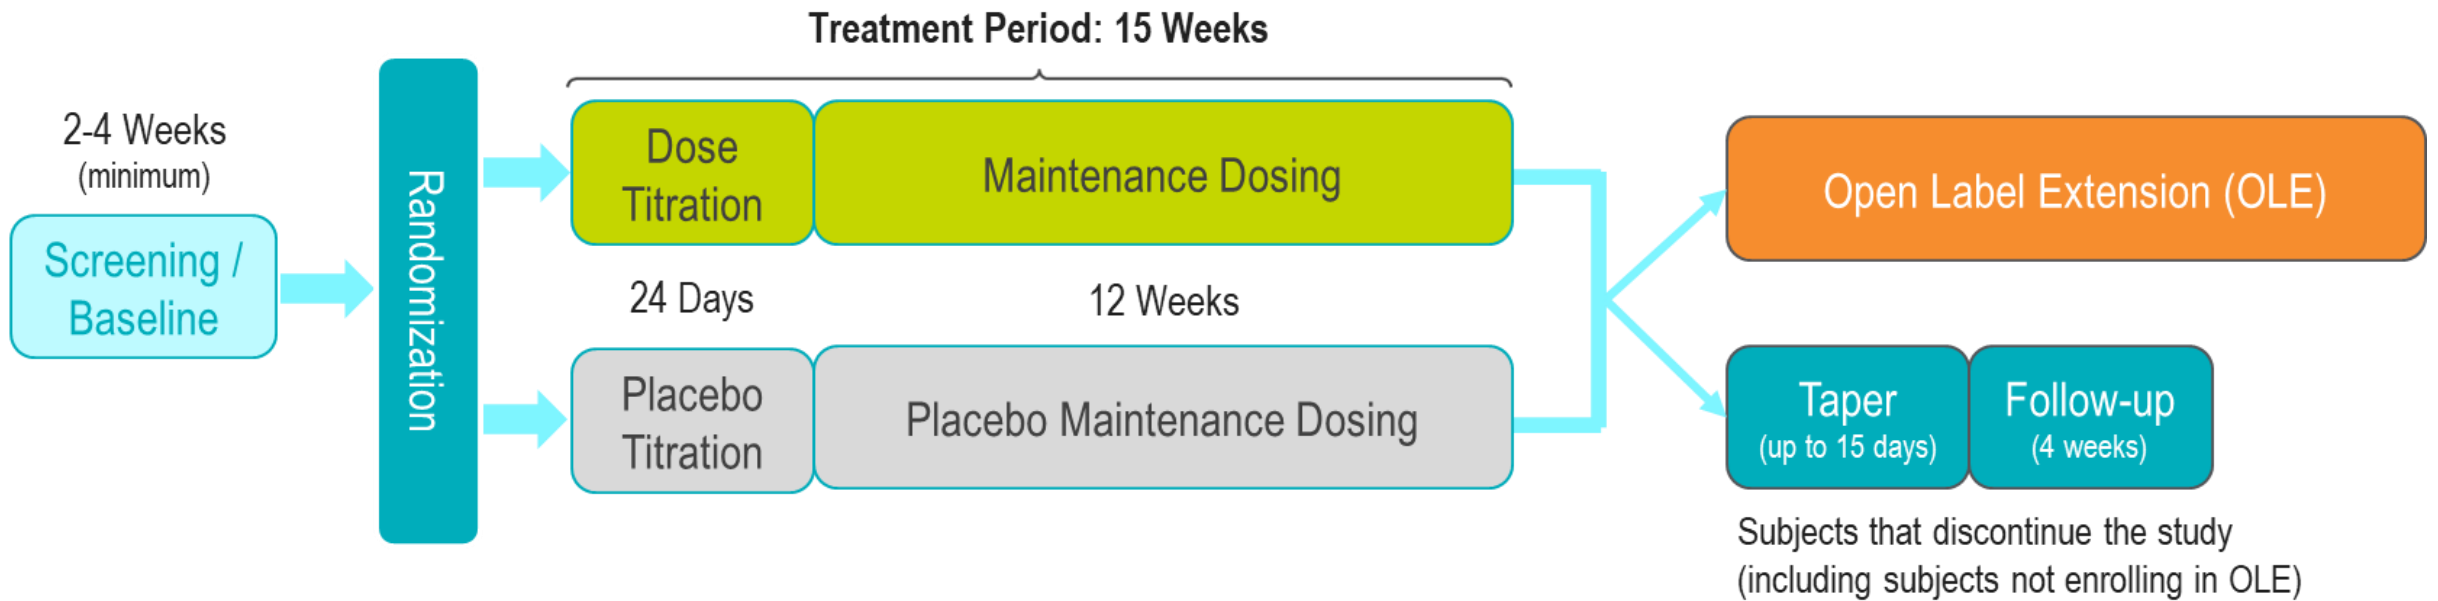 Treatment Period: 15 Weeks
2-4 Weeks
(minimum)
Screening /
Baseline
Randomization
Dose
Titration
Maintenance Dosing
24 Days
12 Weeks
Placebo
Titration
Placebo Maintenance Dosing
Open Label Extension (OLE)
Taper
(up to 15 days)
Follow-up
(4 weeks)
Subjects that discontinue the study
(including subjects not enrolling in OLE)